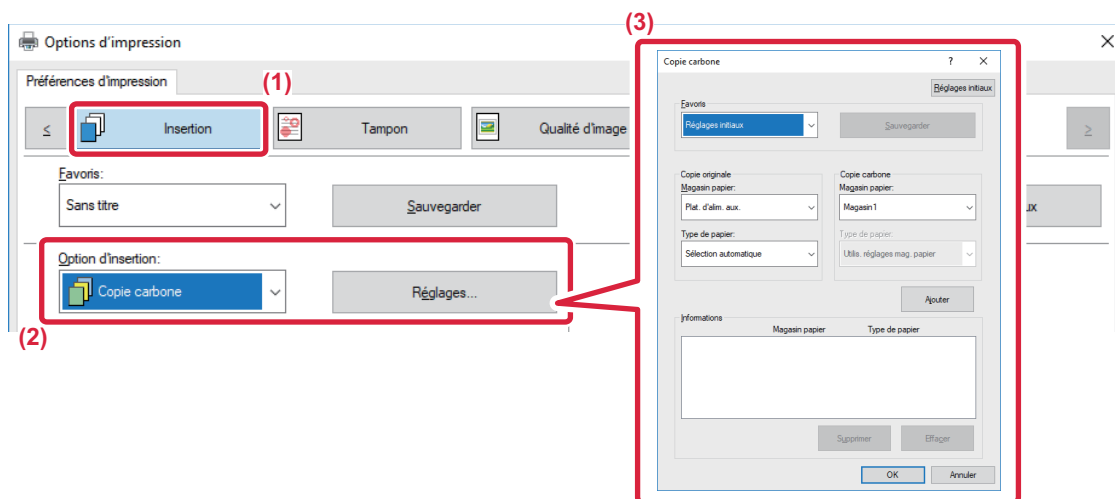 (3)
Options d'impression
Préférences d'impression
(1)
≤
Insertion
Tampon
Qualité d'image
≥
Favoris:
Sans titre
Sauvegarder
ux
Option d'insertion:
Copie carbone
Réglages...
(2)
Copie carbone
?
Réglages initiaux
Favoris
Réglages initiaux
Sauvegarder
Copie originale
Magasin papier:
Plat. d'alim. aux.
Type de papier:
Sélection automatique
Copie carbone
Magasin papier:
Magasin1
Type de papier:
Utilis. réglages mag. papier
Ajouter
Informations
Magasin papier Type de papier
Supprimer
Effaçer
OK
Annuler